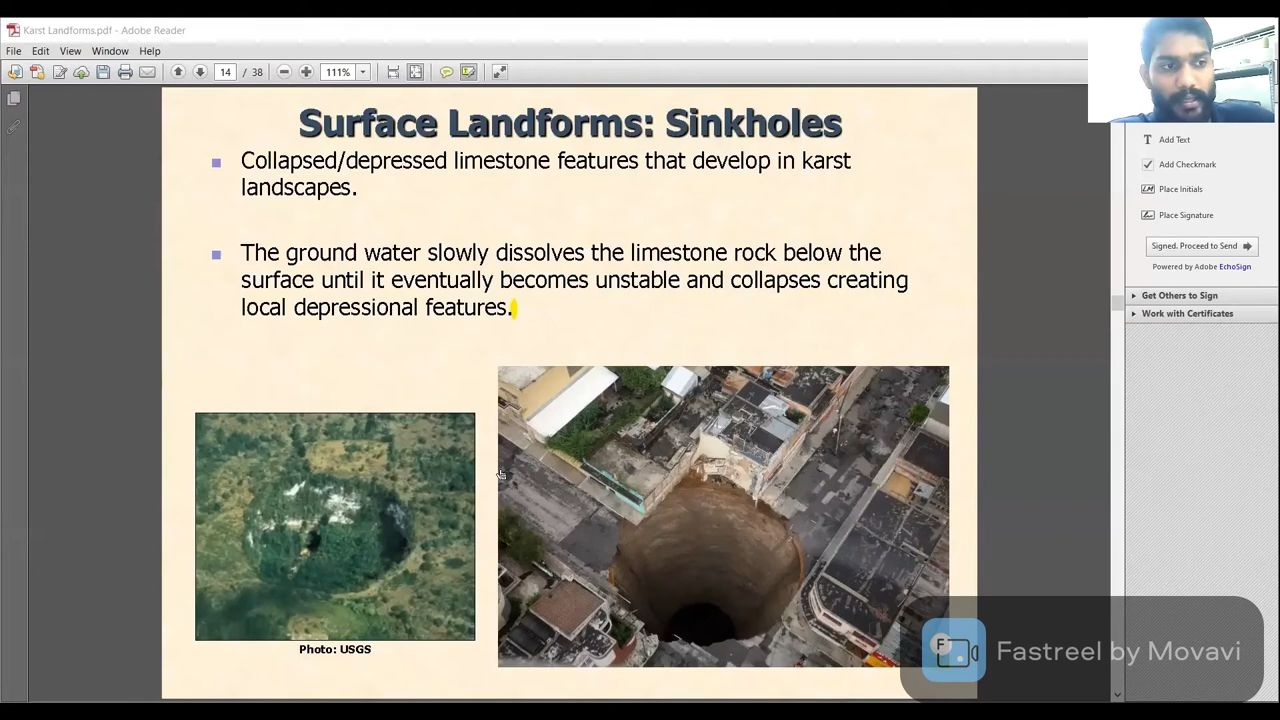 Karst Landforms.pdf - Adobe Reader
File Edit View Window Help
14 / 38 111%
Add Text
Add Checkmark
Place Initials
Place Signature
Signed. Proceed to Send
Powered by Adobe EchoSign
Get Others to Sign
Work with Certificates
Surface Landforms: Sinkholes
Collapsed/depressed limestone features that develop in karst
landscapes.
The ground water slowly dissolves the limestone rock below the
surface until it eventually becomes unstable and collapses creating
local depressional features.
Photo: USGS
Fastreel by Movavi